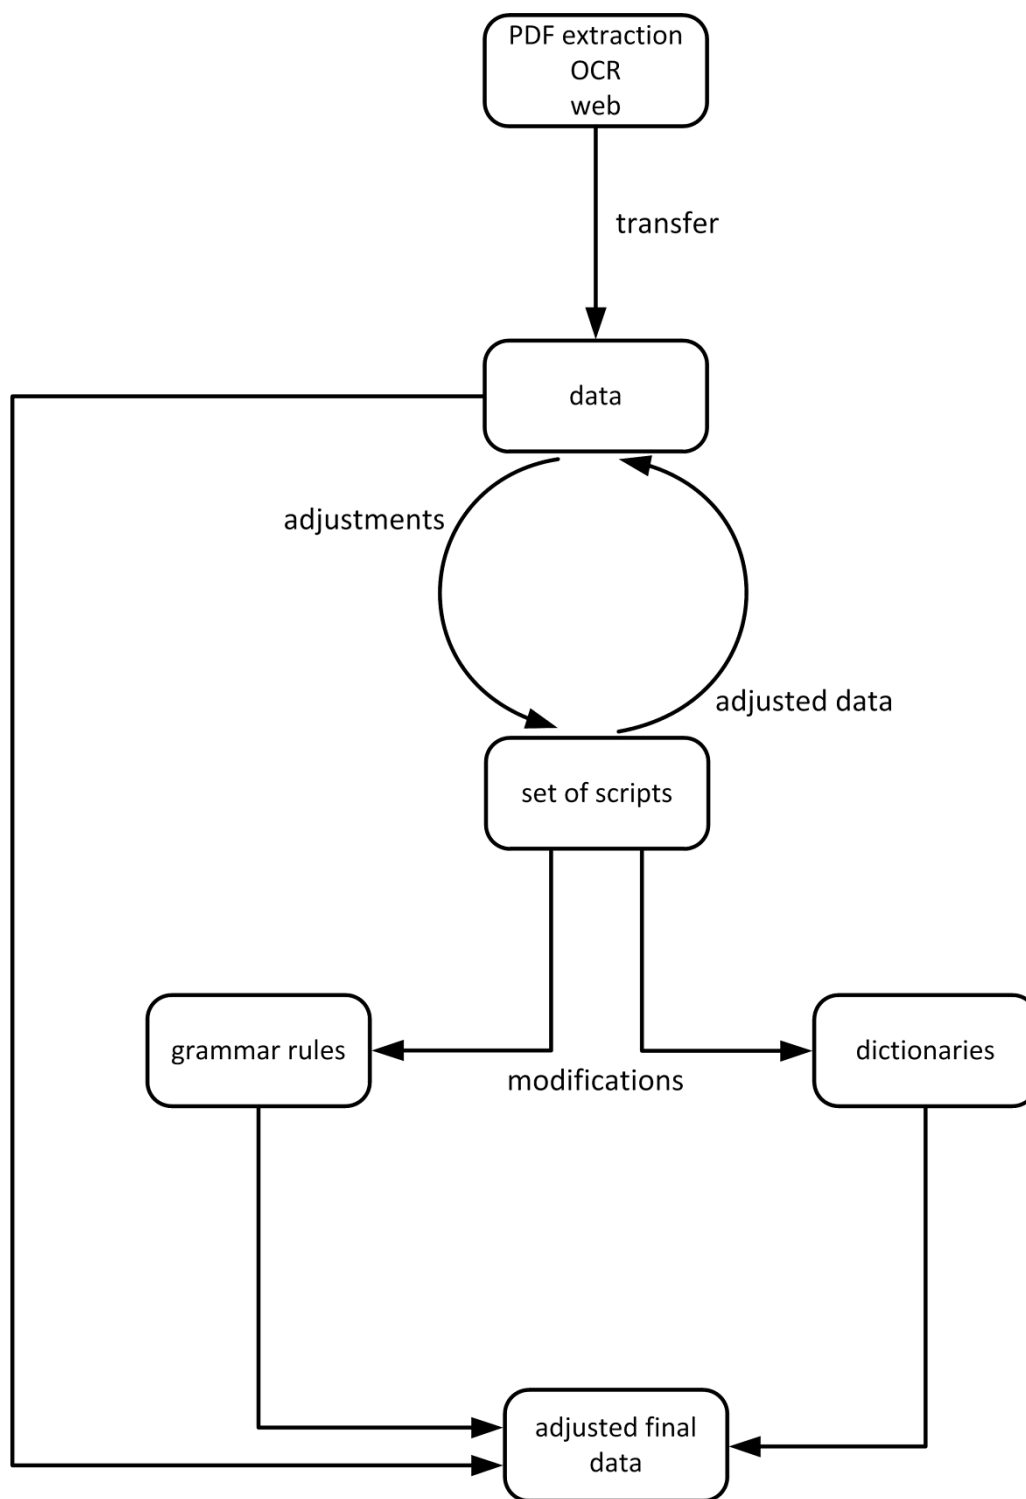 PDF extraction
OCR
web
transfer
data
adjustments
adjusted data
set of scripts
grammar rules
modifications
dictionaries
adjusted final
data